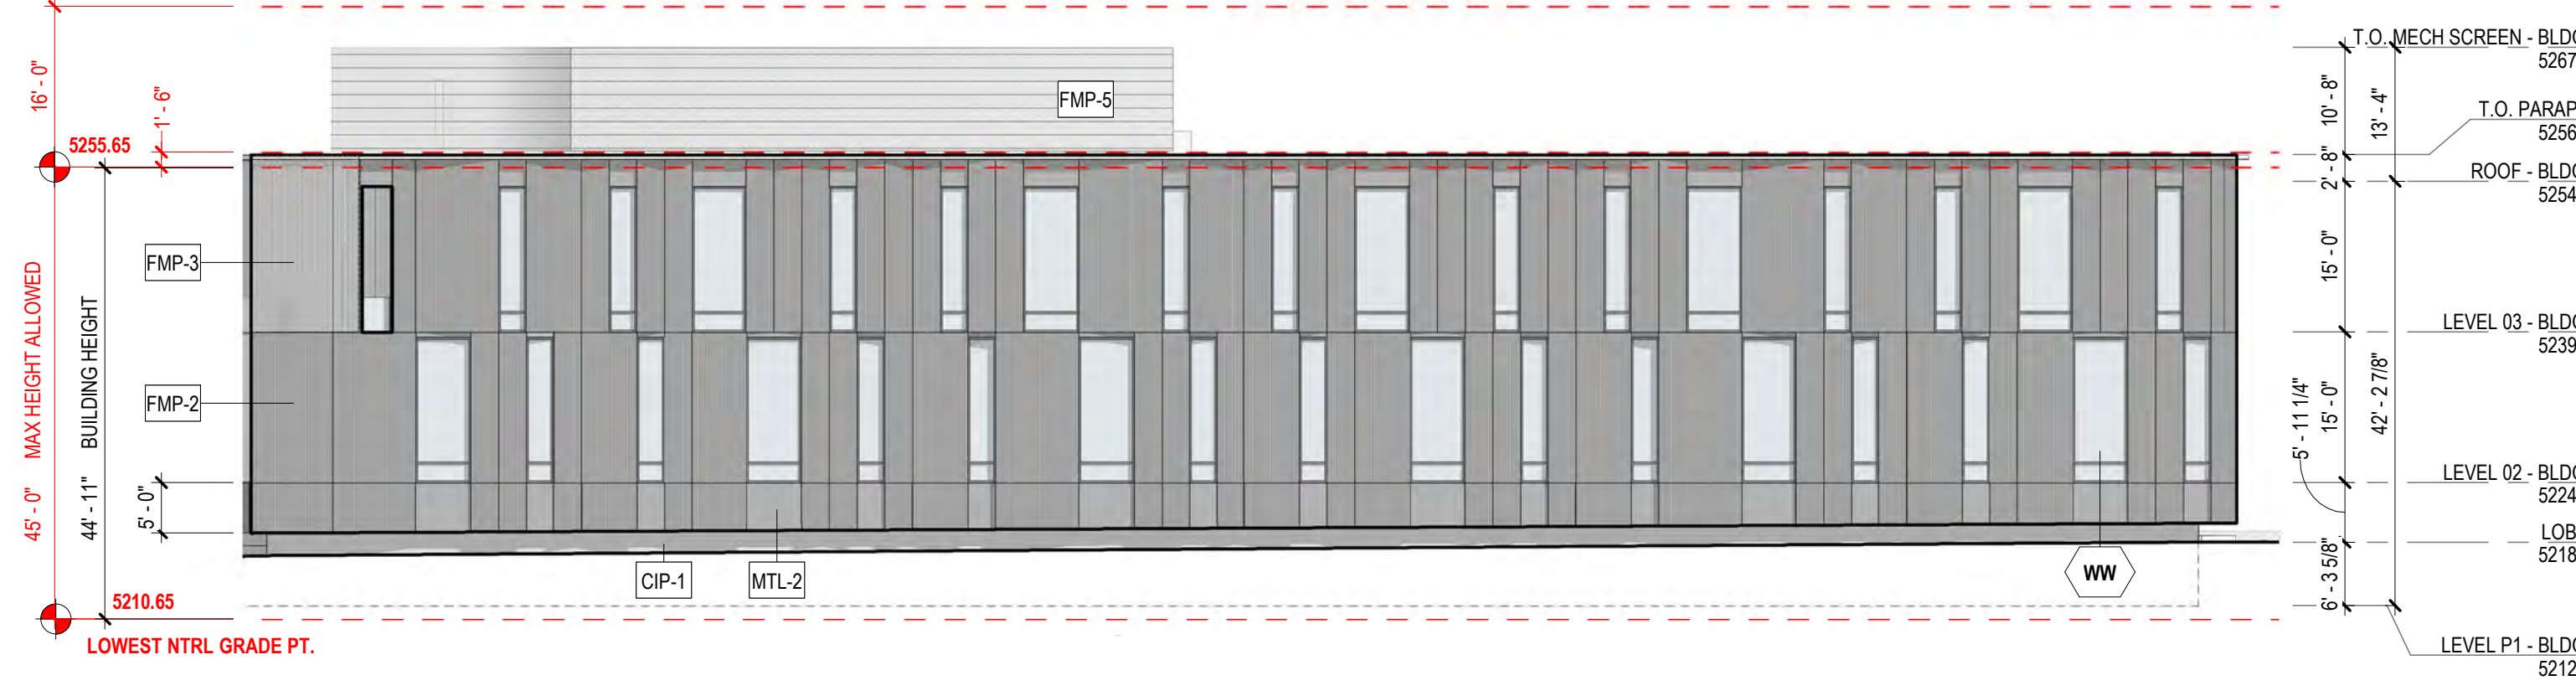 16' - 0"
1' - 6"
5255.65
45' - 0" MAX HEIGHT ALLOWED
44' - 11" BUILDING HEIGHT
5' - 0"
5210.65
LOWEST NTRL GRADE PT.
FMP-3
FMP-2
FMP-5
CIP-1
MTL-2
WW
10' - 8"
13' - 4"
2' - 8"
15' - 0"
15' - 0"
5' - 11 1/4"
42' - 2 7/8"
6' - 3 5/8"
T.O. MECH SCREEN - BLDG
5267
T.O. PARAP
5256
ROOF - BLDG
5254
LEVEL 03 - BLDG
5239
LEVEL 02 - BLDG
5224
LOB
5218
LEVEL P1 - BLDG
5212